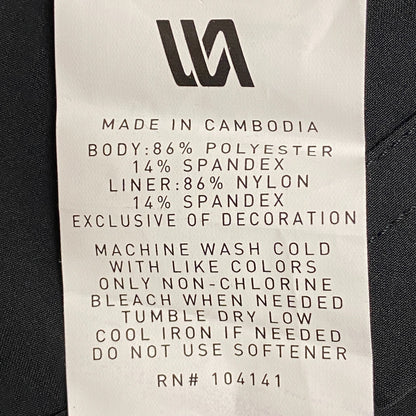 MADE IN CAMBODIA
BODY:86% POLYESTER
14% SPANDEX
LINER:86% NYLON
14% SPANDEX
EXCLUSIVE OF DECORATION
MACHINE WASH COLD
WITH LIKE COLORS
ONLY NON-CHLORINE
BLEACH WHEN NEEDED
TUMBLE DRY LOW
COOL IRON IF NEEDED
DO NOT USE SOFTENER
RN# 104141